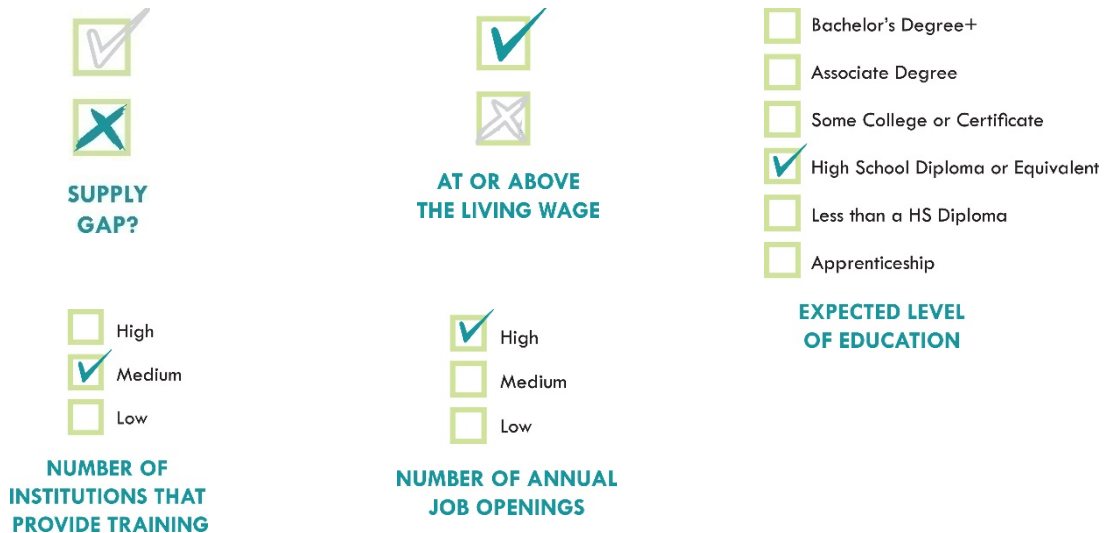 SUPPLY
GAP?
AT OR ABOVE
THE LIVING WAGE
Bachelor's Degree+
Associate Degree
Some College or Certificate
High School Diploma or Equivalent
Less than a HS Diploma
Apprenticeship
EXPECTED LEVEL
OF EDUCATION
High
Medium
Low
NUMBER OF
INSTITUTIONS THAT
PROVIDE TRAINING
High
Medium
Low
NUMBER OF ANNUAL
JOB OPENINGS